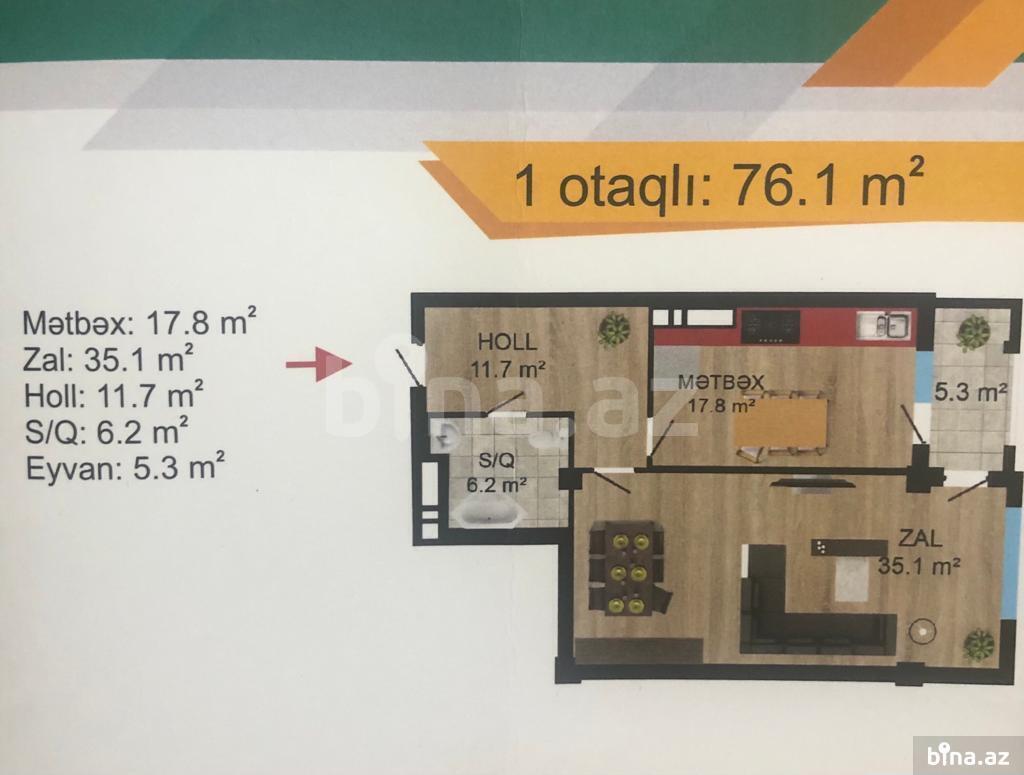 1 otaqlı: 76.1 m²
Mətbəx: 17.8 m²
Zal: 35.1 m²
Holl: 11.7 m²
S/Q: 6.2 m²
Eyvan: 5.3 m²
HOLL
11.7 m²
MƏTBƏX
17.8 m²
5.3 m²
S/Q
6.2 m²
ZAL
35.1 m²
bina.az
bina.az